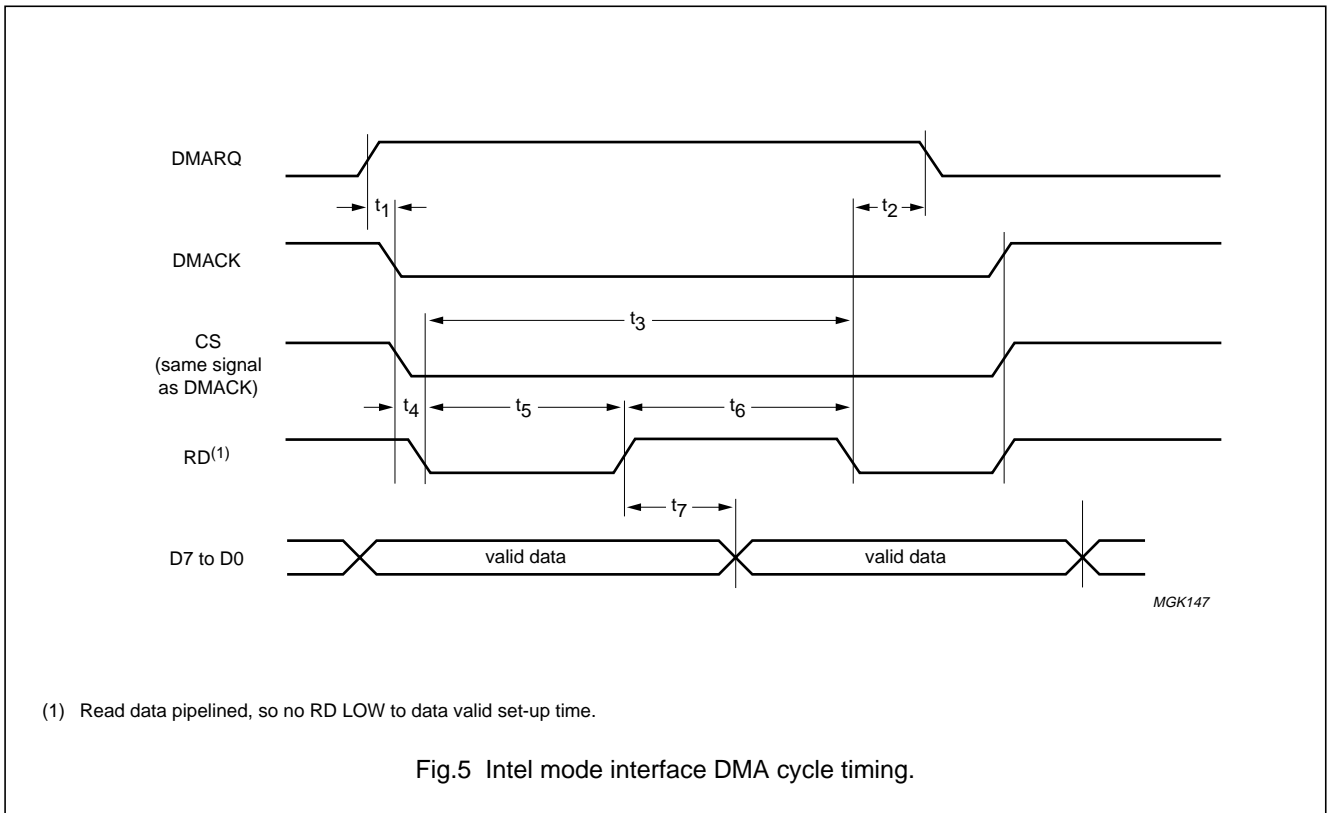 DMARQ
t1
t2
DMACK
t3
CS
(same signal
as DMACK)
t4
t5
t6
RD(1)
t7
D7 to D0
valid data
valid data
MGK147
(1) Read data pipelined, so no RD LOW to data valid set-up time.
Fig.5 Intel mode interface DMA cycle timing.